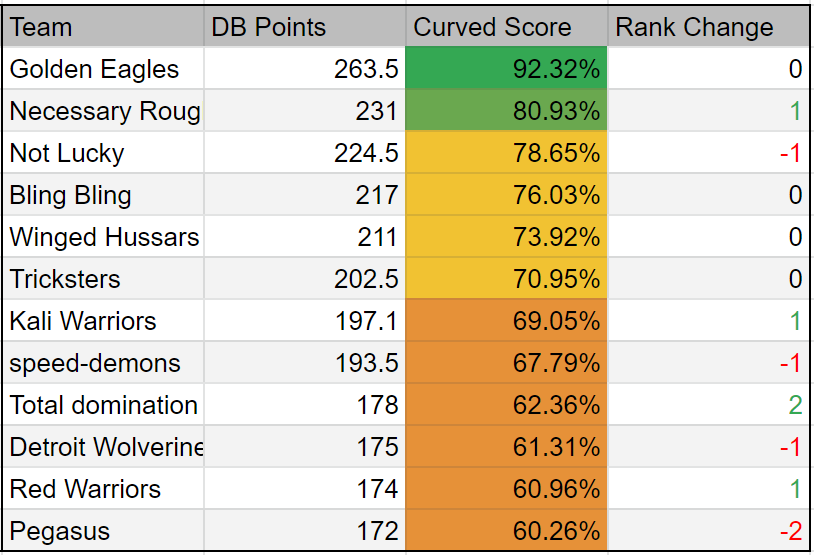 Team DB Points Curved Score Rank Change
Golden Eagles 263.5 92.32% 0
Necessary Roug 231 80.93% 1
Not Lucky 224.5 78.65% -1
Bling Bling 217 76.03% 0
Winged Hussars 211 73.92% 0
Tricksters 202.5 70.95% 0
Kali Warriors 197.1 69.05% 1
speed-demons 193.5 67.79% -1
Total domination 178 62.36% 2
Detroit Wolverine 175 61.31% -1
Red Warriors 174 60.96% 1
Pegasus 172 60.26% -2